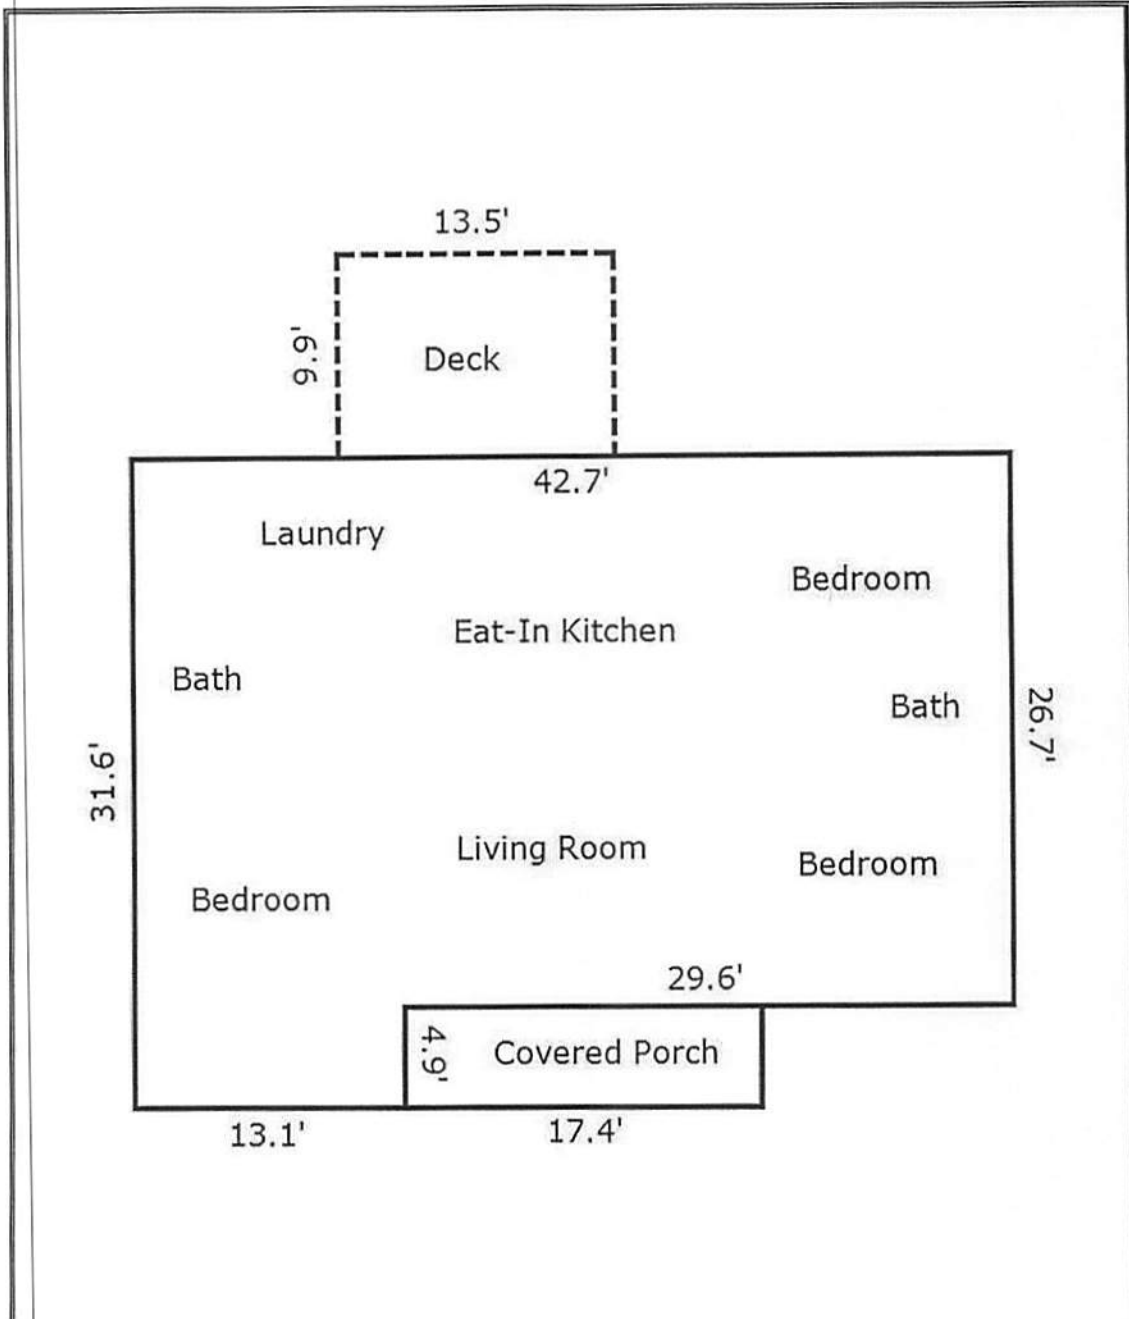 13.5'
9.9'
Deck
42.7'
Laundry
Bedroom
Eat-In Kitchen
Bath
Bath
26.7'
31.6'
Living Room
Bedroom
Bedroom
29.6'
4.9'
Covered Porch
13.1'
17.4'